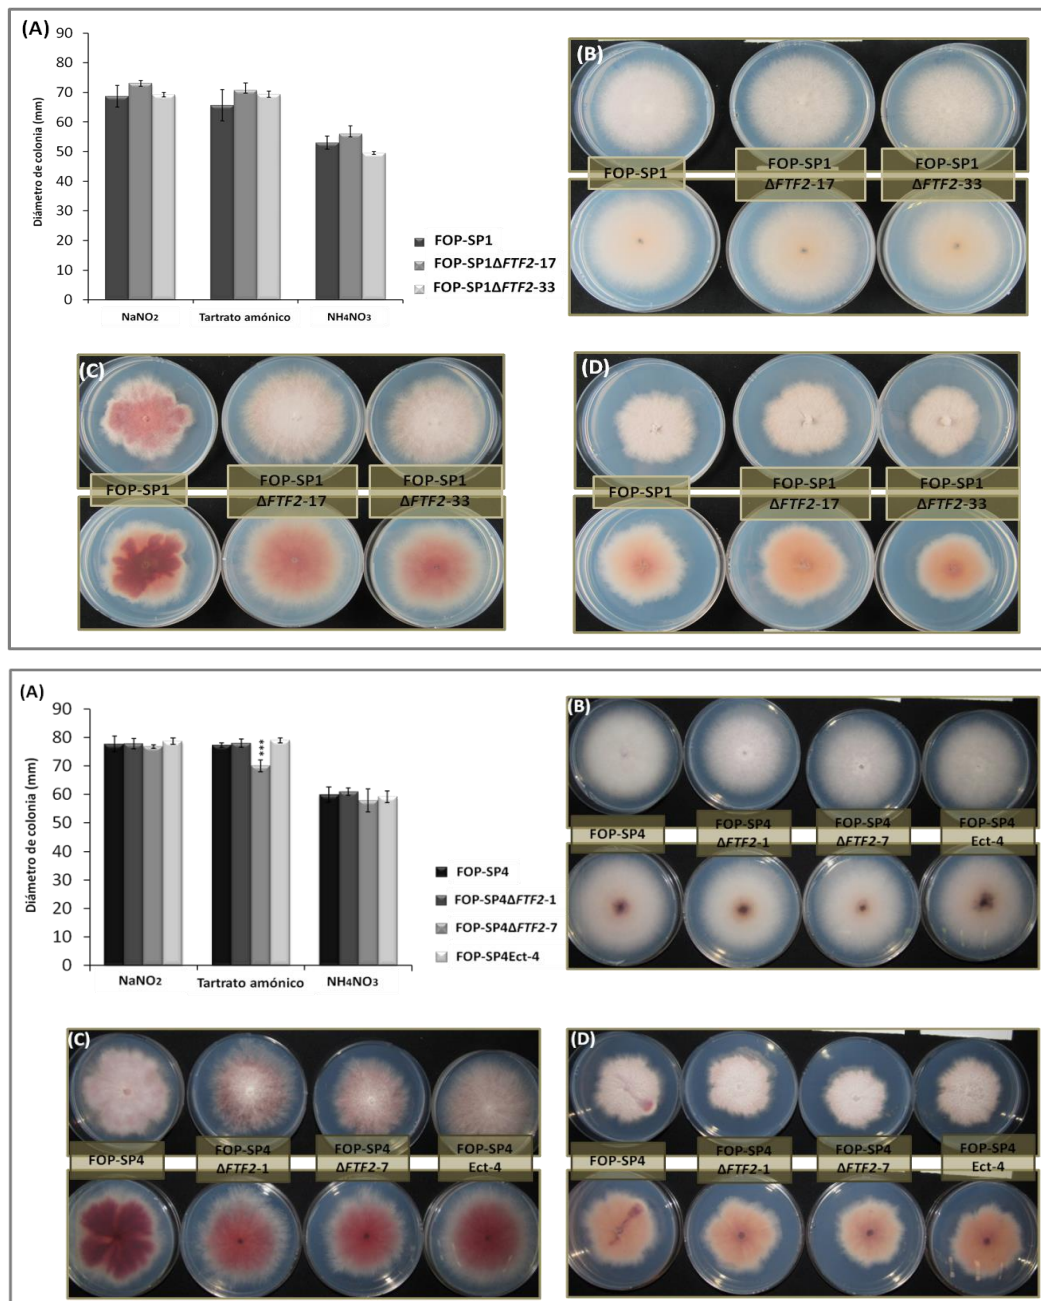 (A)
90
80
70
60
50
40
30
20
10
0
Diámetro de colonia (mm)
NaNO2
Tartrato amónico
NH4NO3
FOP-SP1
FOP-SP1ΔFTF2-17
FOP-SP1ΔFTF2-33
(B)
FOP-SP1
FOP-SP1
ΔFTF2-17
FOP-SP1
ΔFTF2-33
(C)
FOP-SP1
FOP-SP1
ΔFTF2-17
FOP-SP1
ΔFTF2-33
(D)
FOP-SP1
FOP-SP1
ΔFTF2-17
FOP-SP1
ΔFTF2-33
(A)
90
80
70
60
50
40
30
20
10
0
Diámetro de colonia (mm)
***
NaNO2
Tartrato amónico
NH4NO3
FOP-SP4
FOP-SP4ΔFTF2-1
FOP-SP4ΔFTF2-7
FOP-SP4Ect-4
(B)
FOP-SP4
FOP-SP4
ΔFTF2-1
FOP-SP4
ΔFTF2-7
FOP-SP4
Ect-4
(C)
FOP-SP4
FOP-SP4
ΔFTF2-1
FOP-SP4
ΔFTF2-7
FOP-SP4
Ect-4
(D)
FOP-SP4
FOP-SP4
ΔFTF2-1
FOP-SP4
ΔFTF2-7
FOP-SP4
Ect-4